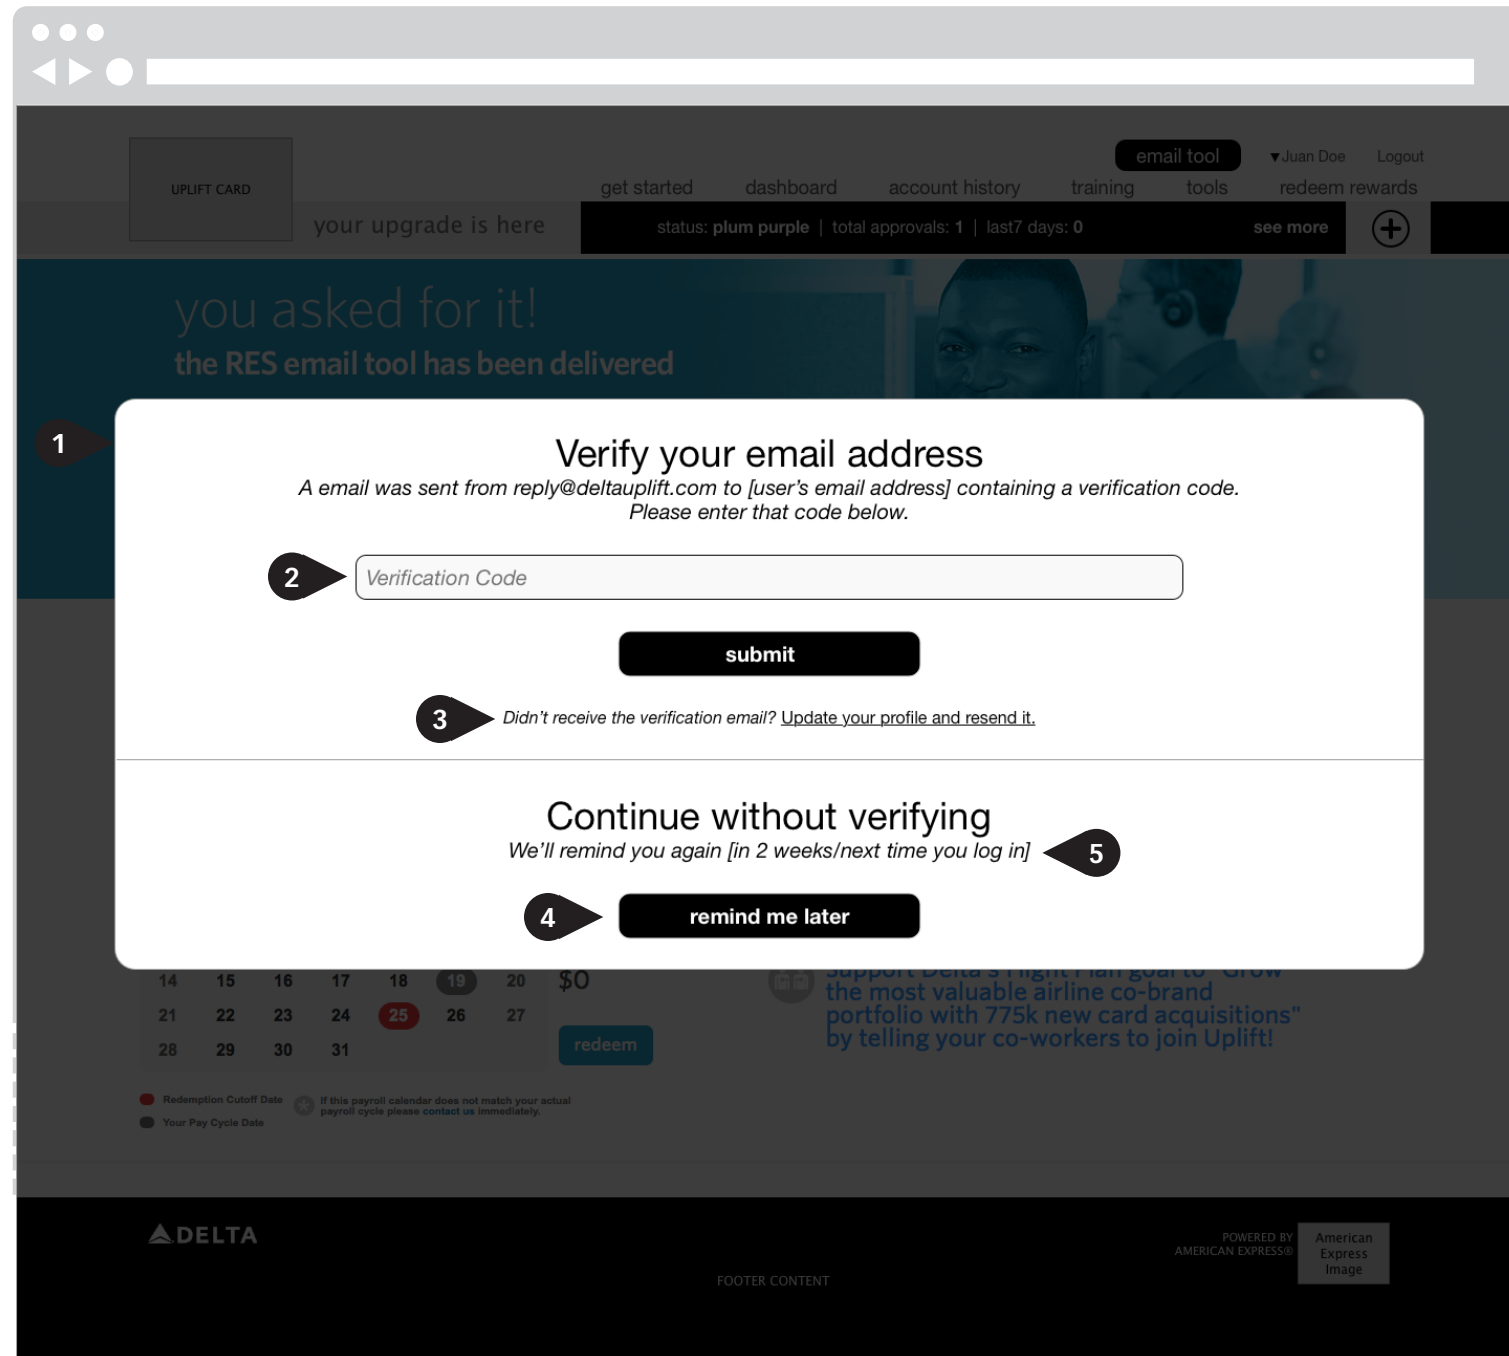 email tool
▼Juan Doe
Logout
UPLIFT CARD
get started
dashboard
account history
training
tools
redeem rewards
your upgrade is here
status: plum purple | total approvals: 1 | last7 days: 0
see more
you asked for it!
the RES email tool has been delivered
1
Verify your email address
A email was sent from reply@deltauplift.com to [user's email address] containing a verification code.
Please enter that code below.
2
Verification Code
submit
3
Didn't receive the verification email? Update your profile and resend it.
Continue without verifying
We'll remind you again [in 2 weeks/next time you log in]
5
4
remind me later
14 15 16 17 18 19 20
21 22 23 24 25 26 27
28 29 30 31
$0
redeem
Support Delta's Flight Plan goal to "Grow
the most valuable airline co-brand
portfolio with 775k new card acquisitions"
by telling your co-workers to join Uplift!
Redemption Cutoff Date
Your Pay Cycle Date
If this payroll calendar does not match your actual
payroll cycle please contact us immediately.
DELTA
POWERED BY
AMERICAN EXPRESS®
American
Express
Image
FOOTER CONTENT